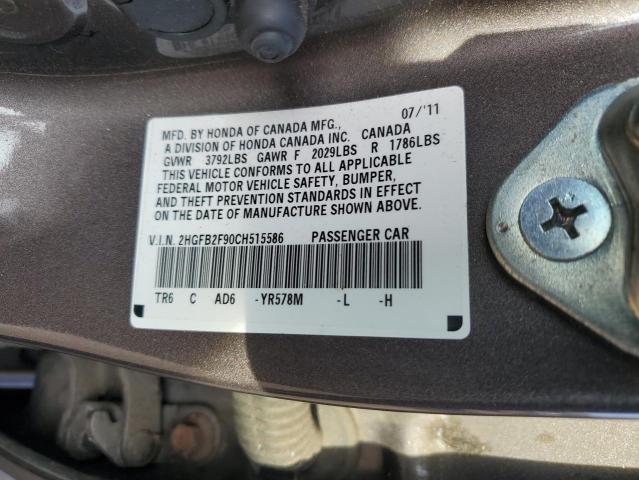 MFD. BY HONDA OF CANADA MFG., 07/'11
A DIVISION OF HONDA CANADA INC. CANADA
GVWR 3792LBS GAWR F 2029LBS R 1786LBS
THIS VEHICLE CONFORMS TO ALL APPLICABLE
FEDERAL MOTOR VEHICLE SAFETY, BUMPER,
AND THEFT PREVENTION STANDARDS IN EFFECT
ON THE DATE OF MANUFACTURE SHOWN ABOVE.
V.I.N. 2HGFB2F90CH515586 PASSENGER CAR
TR6 C AD6 -YR578M -L -H